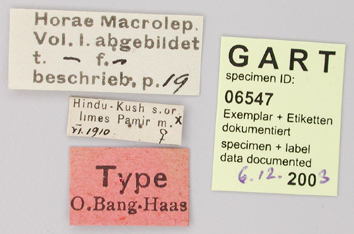 Horae Macrolep.
Vol. I. abgebildet
t. — f. —
beschrieb. p. 19
Hindu-Kush s.or.
limes Pamir m. x
VI.1910. ♀
Type
O. Bang-Haas
GART
specimen ID:
06547
Exemplar + Etiketten
dokumentiert
specimen + label
data documented
6.12.2003